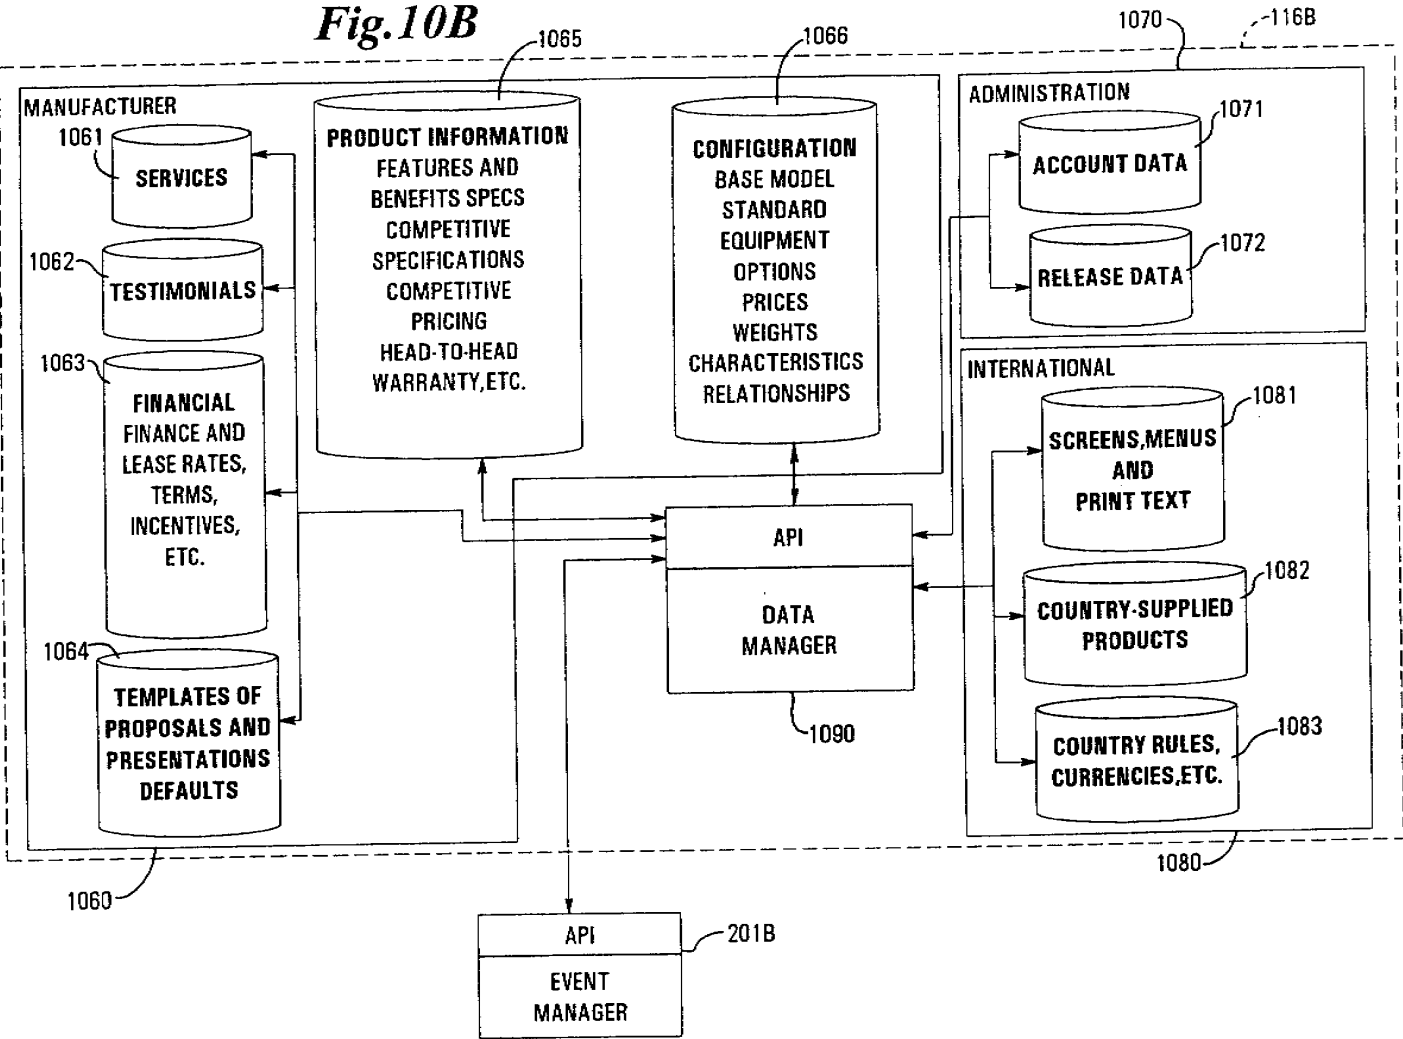 Fig.10B
116B
MANUFACTURER
1061
SERVICES
1062
TESTIMONIALS
1063
FINANCIAL
FINANCE AND
LEASE RATES,
TERMS,
INCENTIVES,
ETC.
1064
TEMPLATES OF
PROPOSALS AND
PRESENTATIONS
DEFAULTS
1060
1065
PRODUCT INFORMATION
FEATURES AND
BENEFITS SPECS
COMPETITIVE
SPECIFICATIONS
COMPETITIVE
PRICING
HEAD-TO-HEAD
WARRANTY,ETC.
1066
CONFIGURATION
BASE MODEL
STANDARD
EQUIPMENT
OPTIONS
PRICES
WEIGHTS
CHARACTERISTICS
RELATIONSHIPS
API
DATA
MANAGER
1090
1070
ADMINISTRATION
1071
ACCOUNT DATA
1072
RELEASE DATA
INTERNATIONAL
1081
SCREENS,MENUS
AND
PRINT TEXT
1082
COUNTRY-SUPPLIED
PRODUCTS
1083
COUNTRY RULES,
CURRENCIES,ETC.
1080
API
201B
EVENT
MANAGER